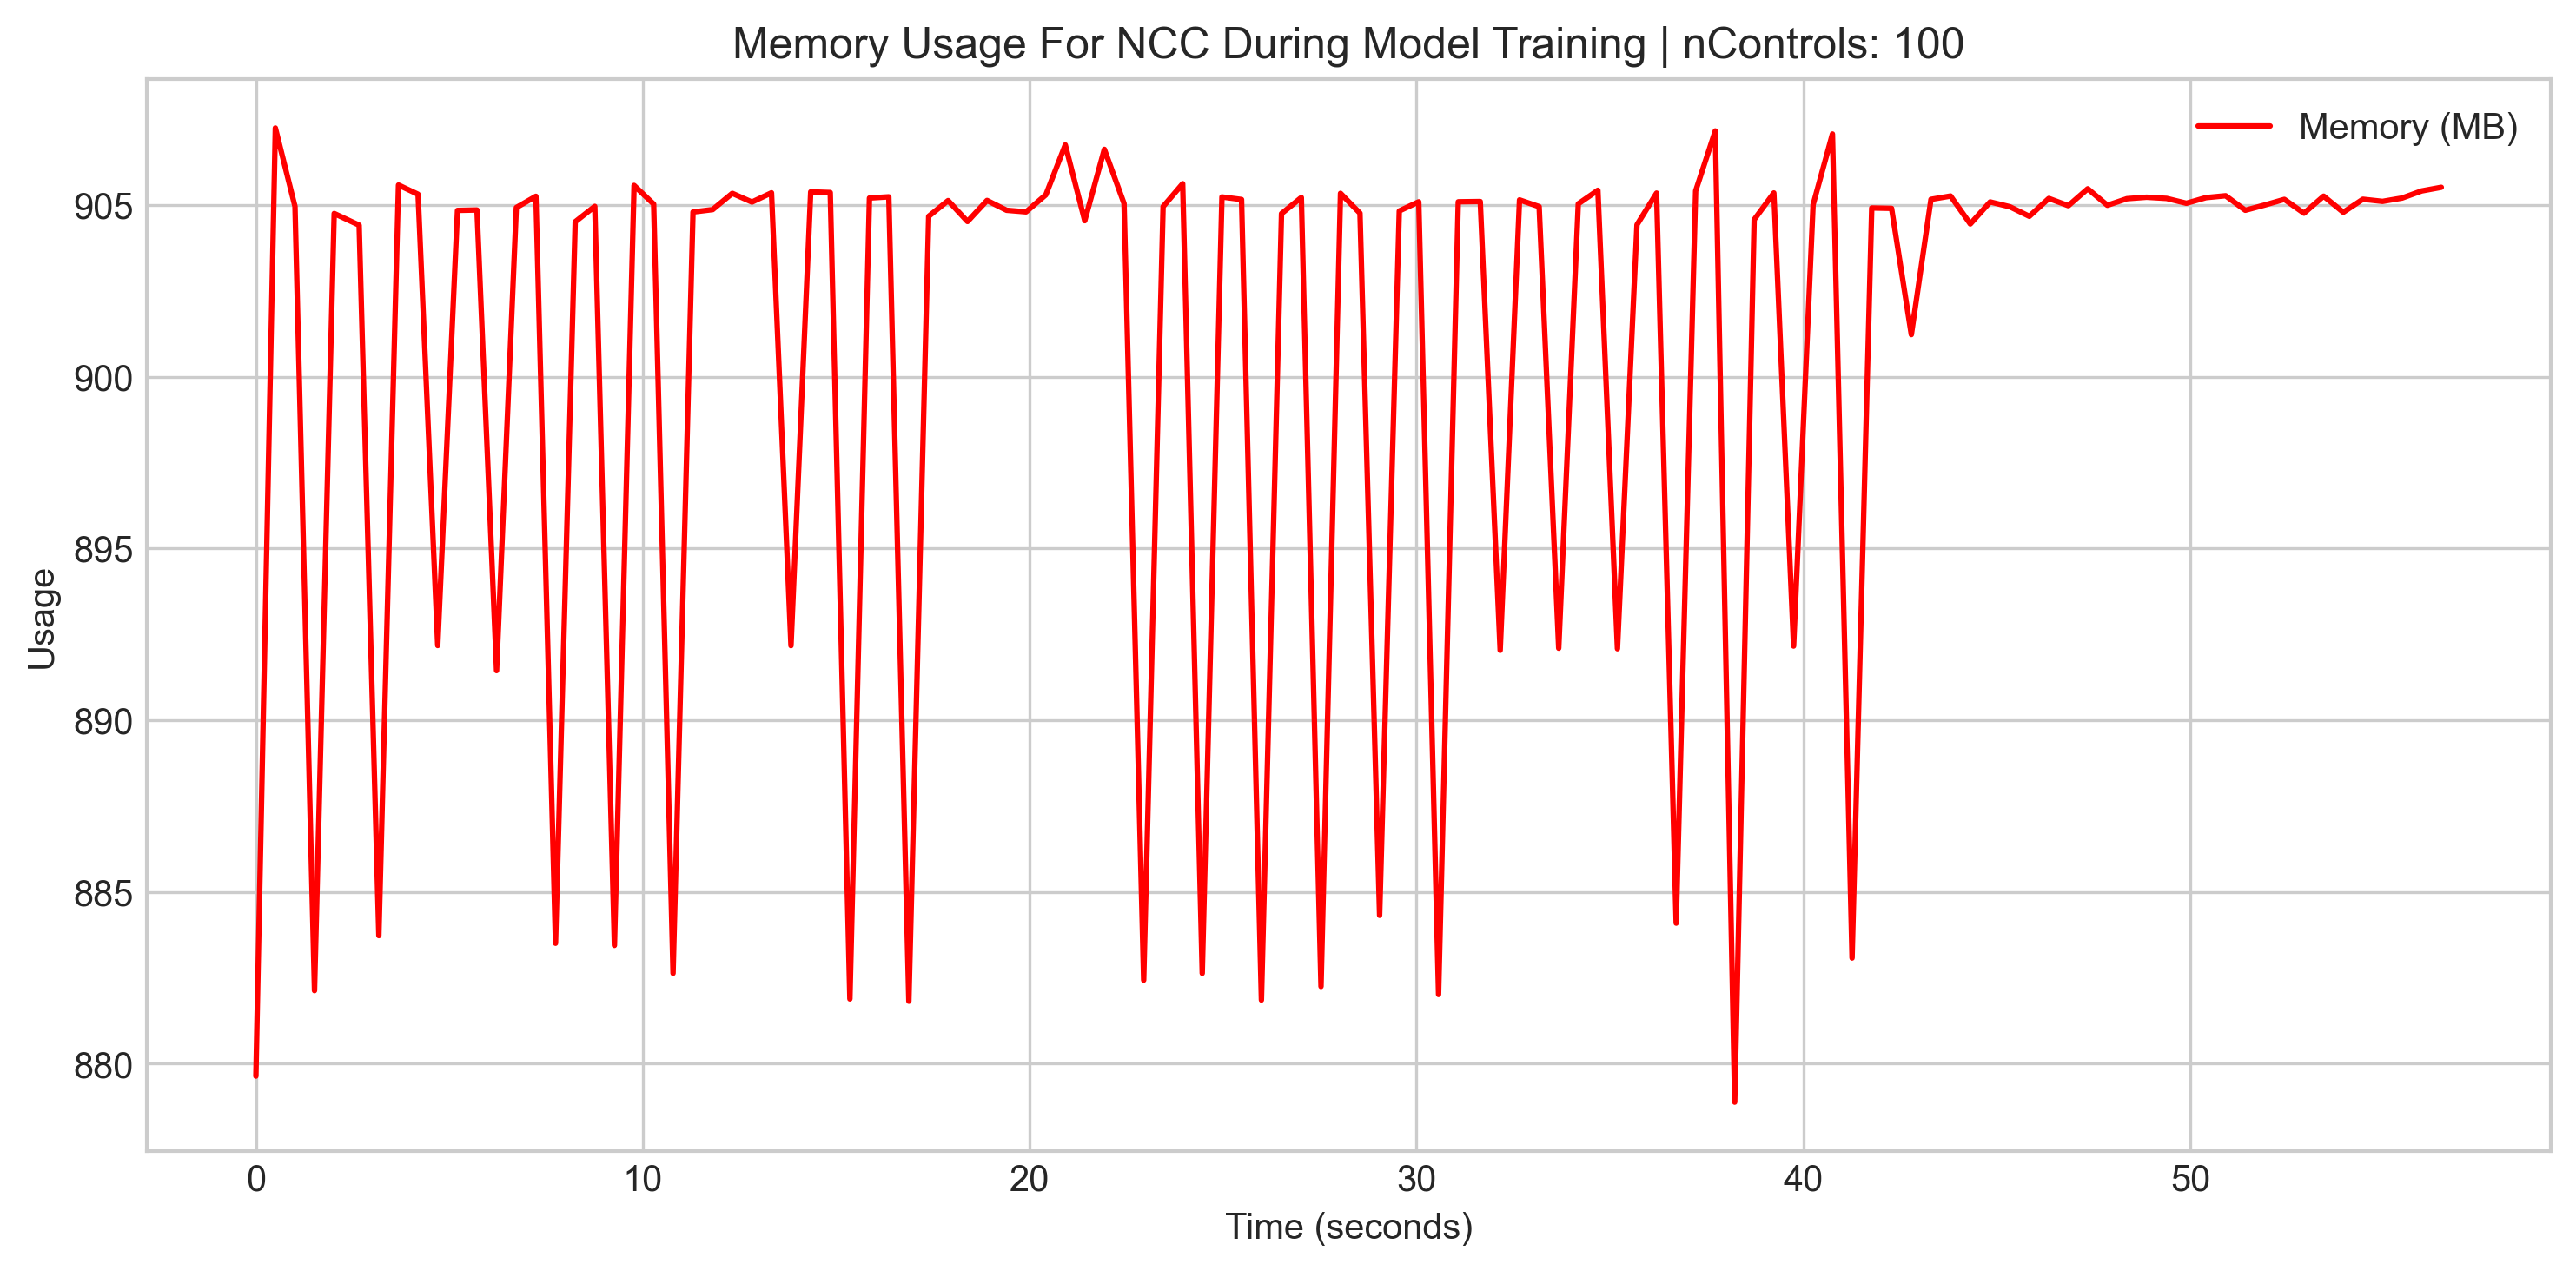 Memory Usage For NCC During Model Training | nControls: 100
Memory (MB)
905
900
895
890
885
880
Usage
0 10 20 30 40 50
Time (seconds)